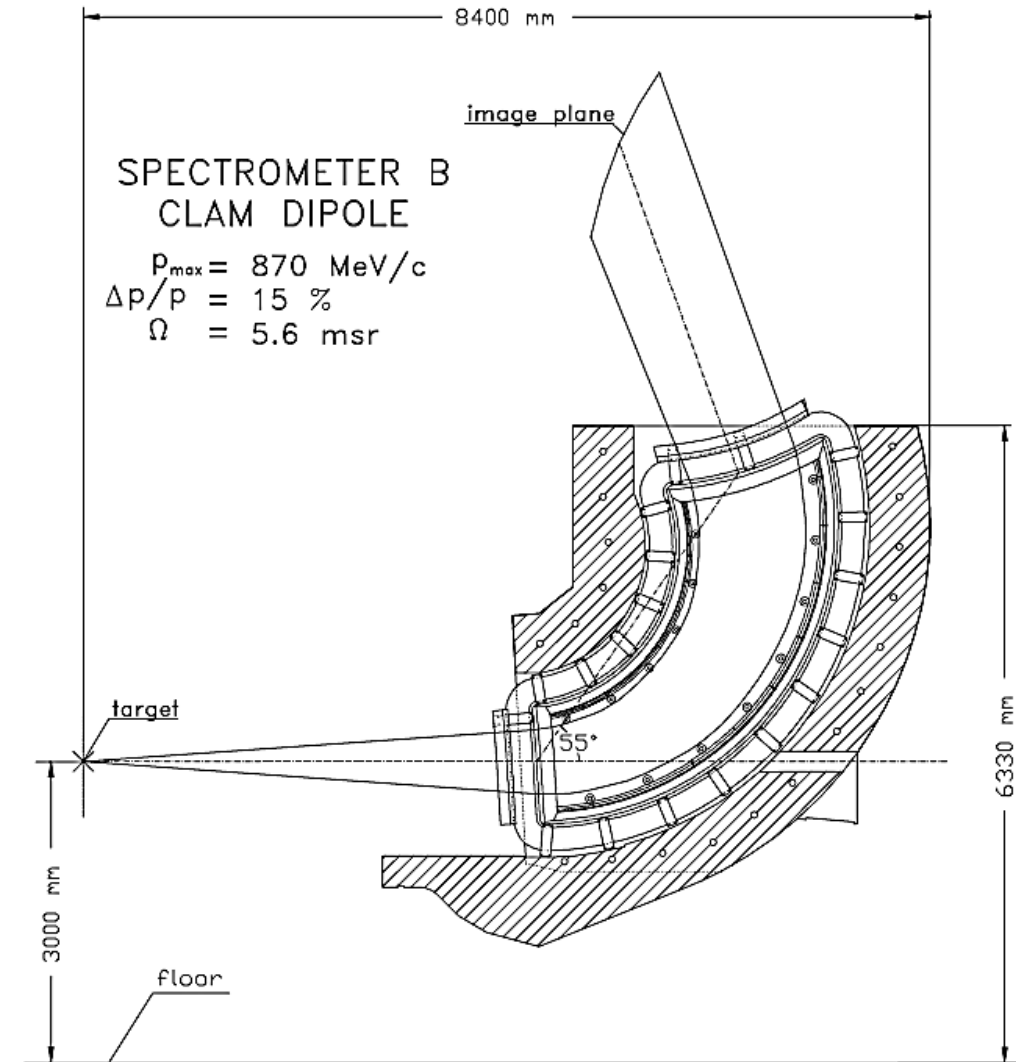 8400 mm
image plane
SPECTROMETER B
CLAM DIPOLE
pmax = 870 MeV/c
Δp/p = 15 %
Ω = 5.6 msr
target
55°
6330 mm
3000 mm
floor